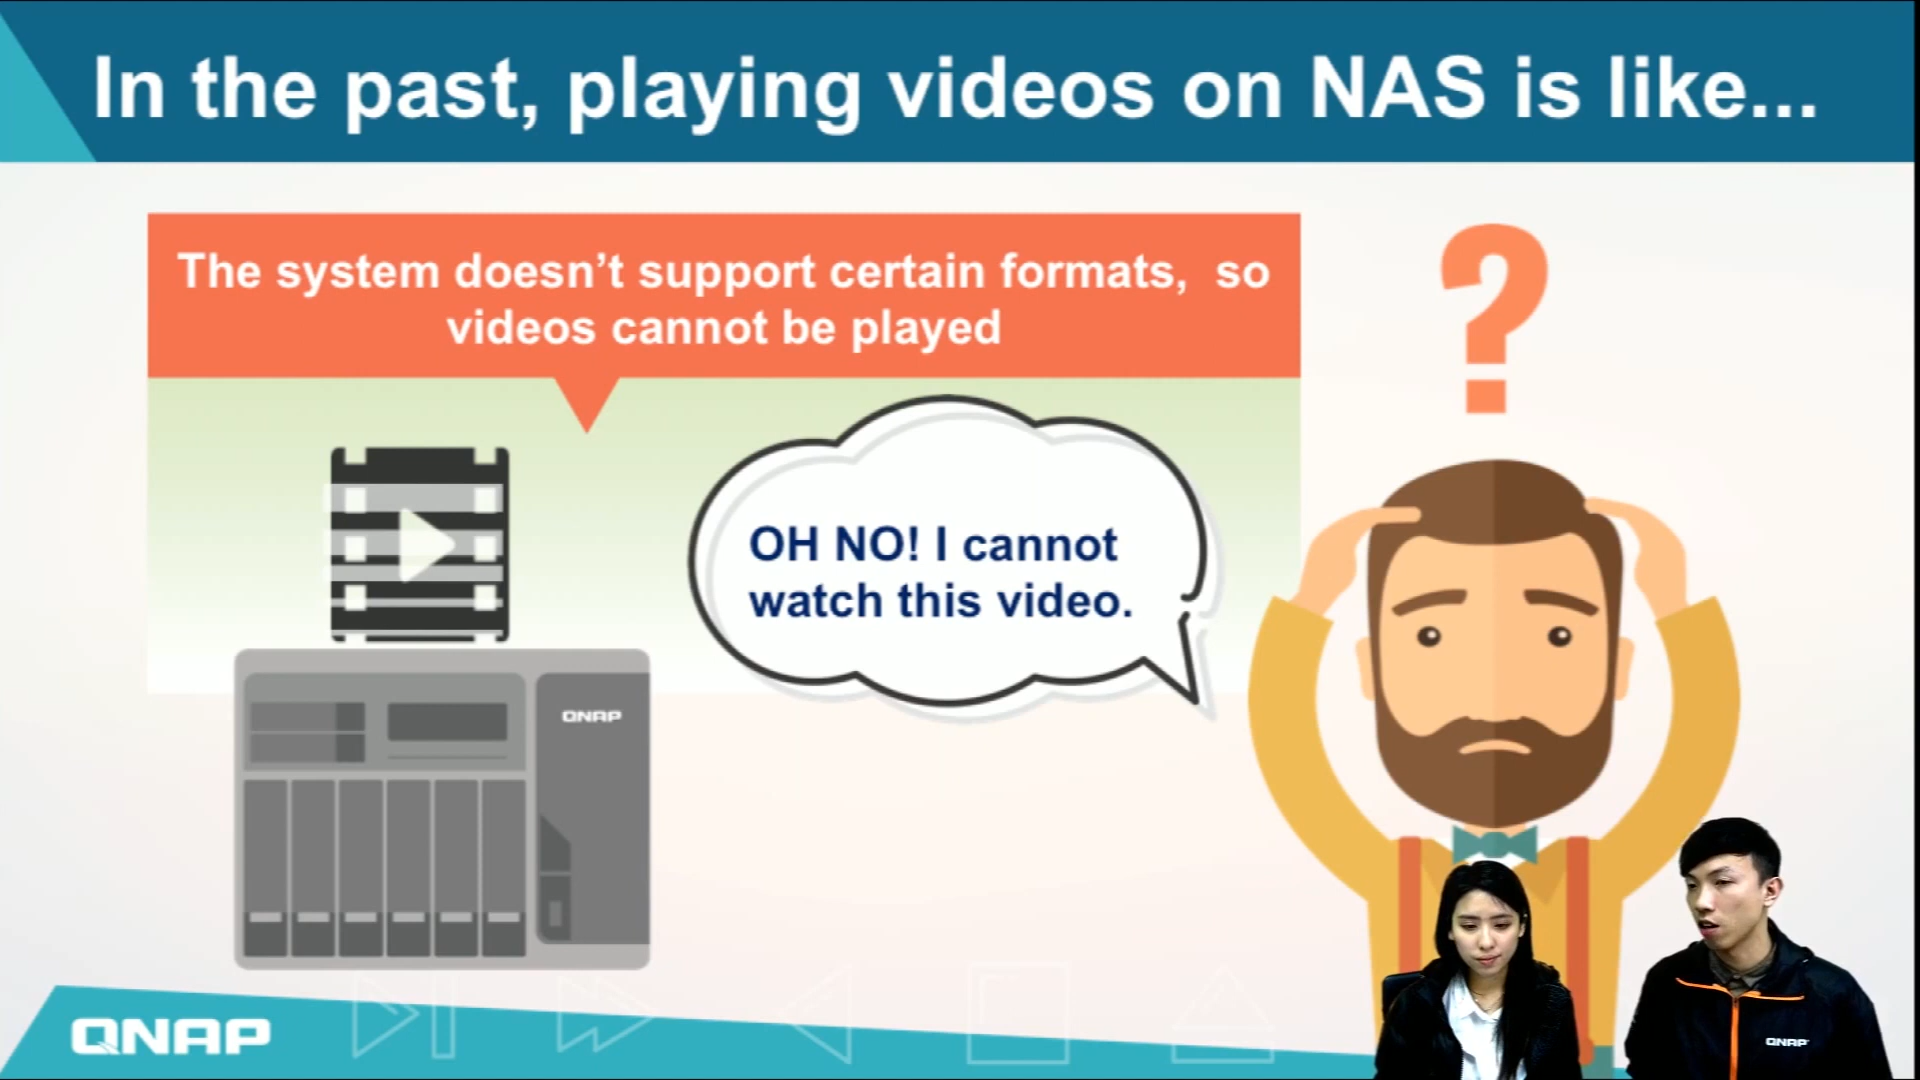 In the past, playing videos on NAS is like...
The system doesn’t support certain formats, so
videos cannot be played
OH NO! I cannot
watch this video.
QNAP
QNAP
QNAP